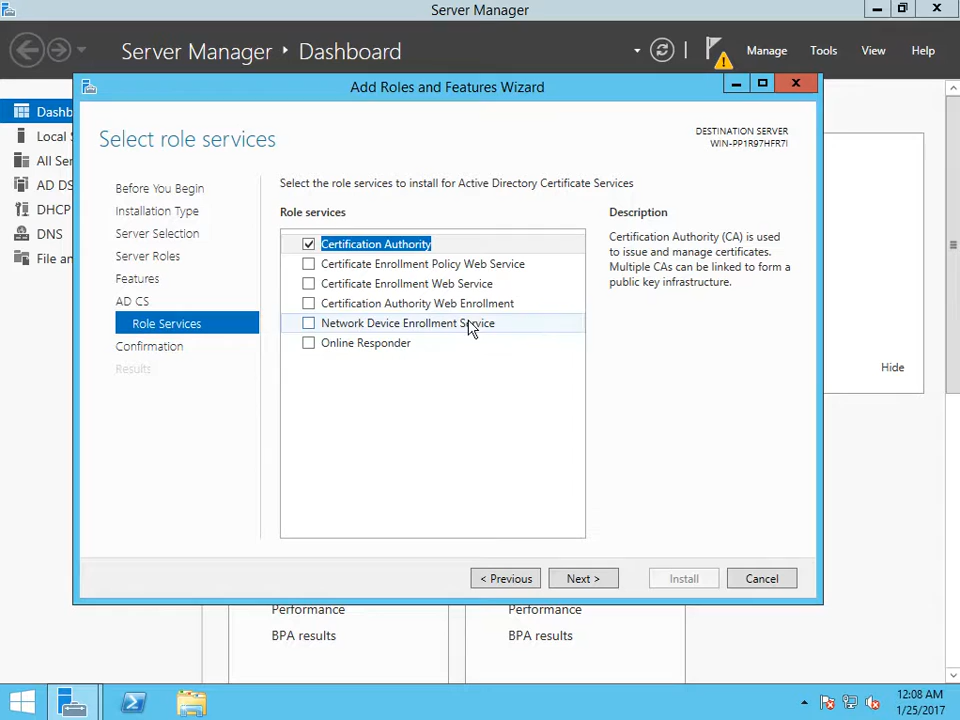 Server Manager
Server Manager ‣ Dashboard
Manage Tools View Help
Dashb
Local S
All Ser
AD DS
DHCP
DNS
File an
Add Roles and Features Wizard
Select role services
DESTINATION SERVER
WIN-PP1R97HFR7I
Before You Begin
Installation Type
Server Selection
Server Roles
Features
AD CS
Role Services
Confirmation
Results
Select the role services to install for Active Directory Certificate Services
Role services
Certification Authority
Certificate Enrollment Policy Web Service
Certificate Enrollment Web Service
Certification Authority Web Enrollment
Network Device Enrollment Service
Online Responder
Description
Certification Authority (CA) is used
to issue and manage certificates.
Multiple CAs can be linked to form a
public key infrastructure.
Hide
< Previous
Next >
Install
Cancel
Performance
BPA results
Performance
BPA results
12:08 AM
1/25/2017